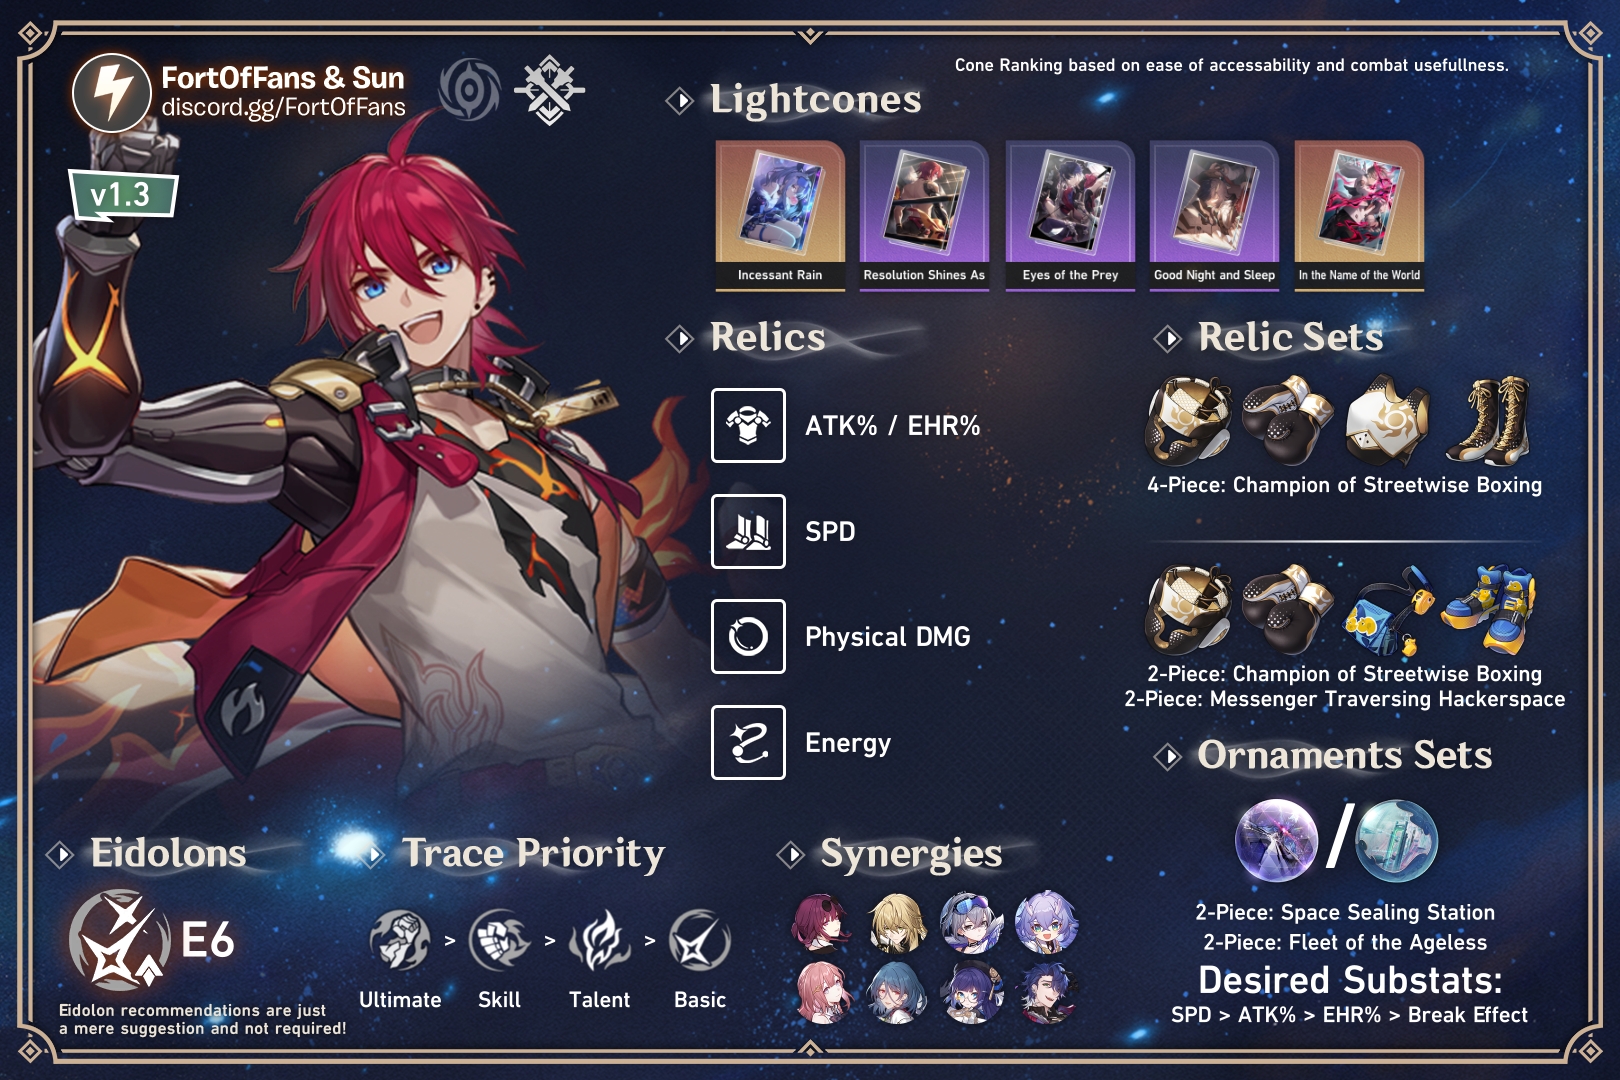 FortOfFans & Sun
discord.gg/FortOfFans
v1.3
Cone Ranking based on ease of accessability and combat usefullness.
Lightcones
Incessant Rain
Resolution Shines As
Eyes of the Prey
Good Night and Sleep
In the Name of the World
Relics
ATK% / EHR%
SPD
Physical DMG
Energy
Relic Sets
4-Piece: Champion of Streetwise Boxing
2-Piece: Champion of Streetwise Boxing
2-Piece: Messenger Traversing Hackerspace
Ornaments Sets
2-Piece: Space Sealing Station
2-Piece: Fleet of the Ageless
Desired Substats:
SPD > ATK% > EHR% > Break Effect
Eidolons
E6
Eidolon recommendations are just
a mere suggestion and not required!
Trace Priority
> > >
Ultimate Skill Talent Basic
Synergies